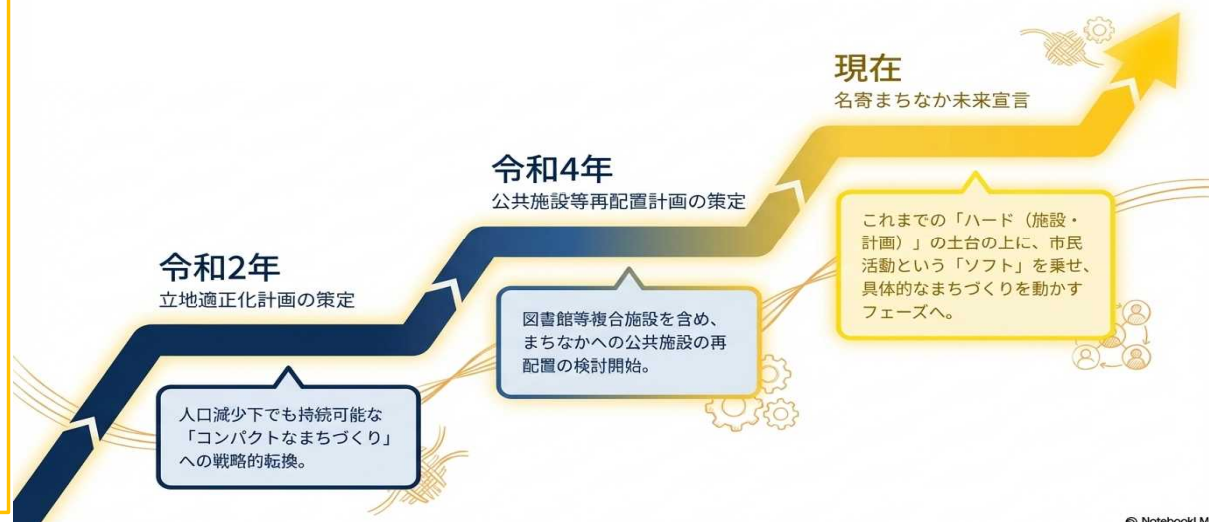 現在
名寄まちなか未来宣言
令和4年
公共施設等再配置計画の策定
これまでの「ハード（施設・
計画）」の土台の上に、市民
活動という「ソフト」を乗せ、
具体的なまちづくりを動かす
フェーズへ。
令和2年
立地適正化計画の策定
図書館等複合施設を含め、
まちなかへの公共施設の再
配置の検討開始。
人口減少下でも持続可能な
「コンパクトなまちづくり」
への戦略的転換。
NotebookLM